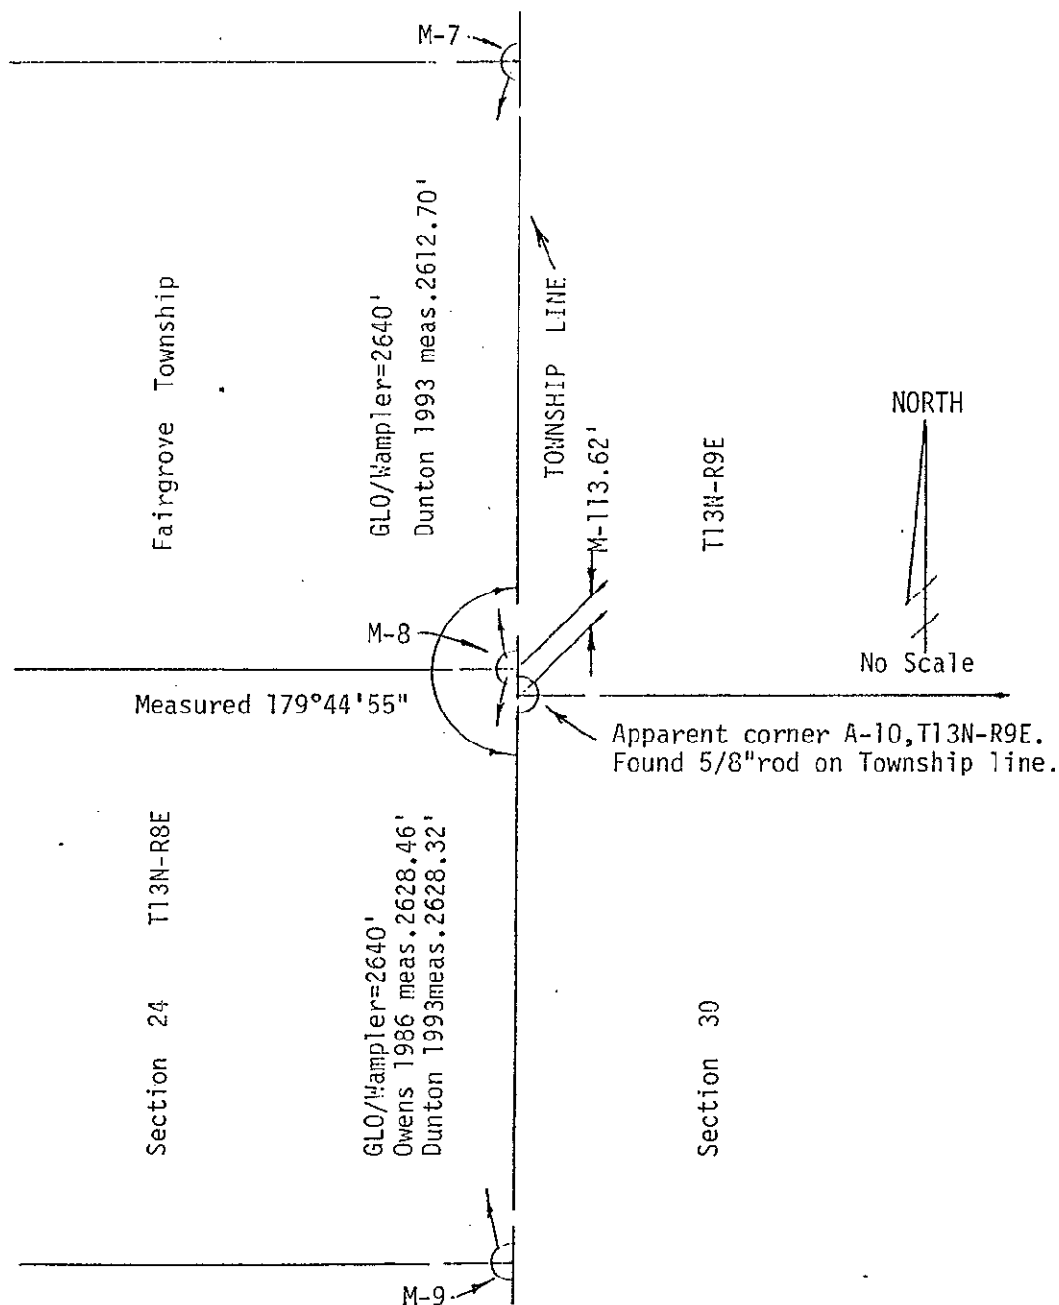 M-7
Fairgrove Township
GLO/Wampler=2640'
Dunton 1993 meas.2612.70'
TOWNSHIP LINE
M-113.62'
T13N-R9E
NORTH
No Scale
M-8
Measured 179°44'55"
Apparent corner A-10,T13N-R9E.
Found 5/8"rod on Township line.
Section 24 T13N-R8E
GLO/Wampler=2640'
Owens 1986 meas.2628.46'
Dunton 1993meas.2628.32'
Section 30
M-9